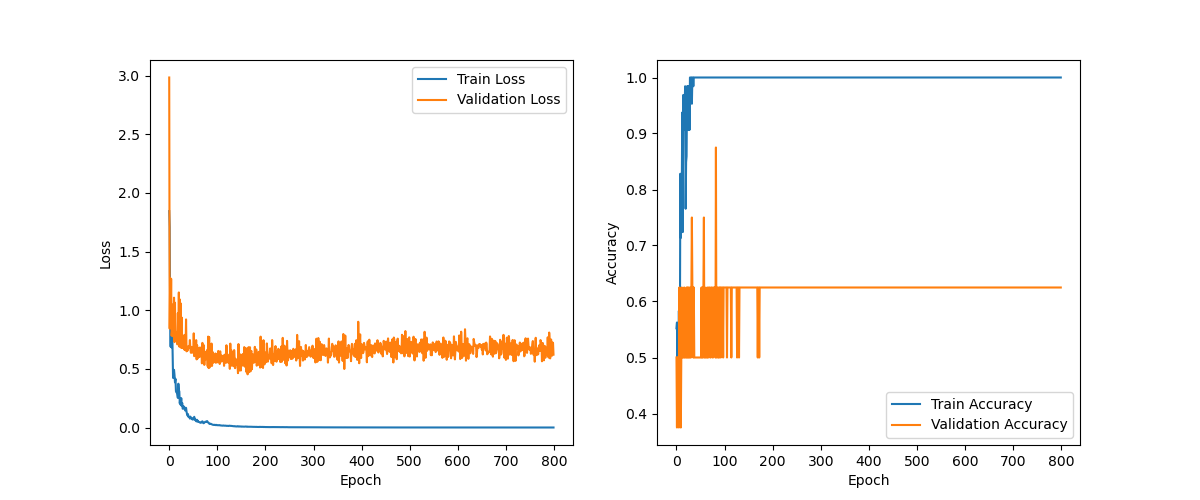 3.0
2.5
2.0
1.5
1.0
0.5
0.0
Loss
Train Loss
Validation Loss
0 100 200 300 400 500 600 700 800
Epoch
1.0
0.9
0.8
0.7
0.6
0.5
0.4
Accuracy
Train Accuracy
Validation Accuracy
0 100 200 300 400 500 600 700 800
Epoch